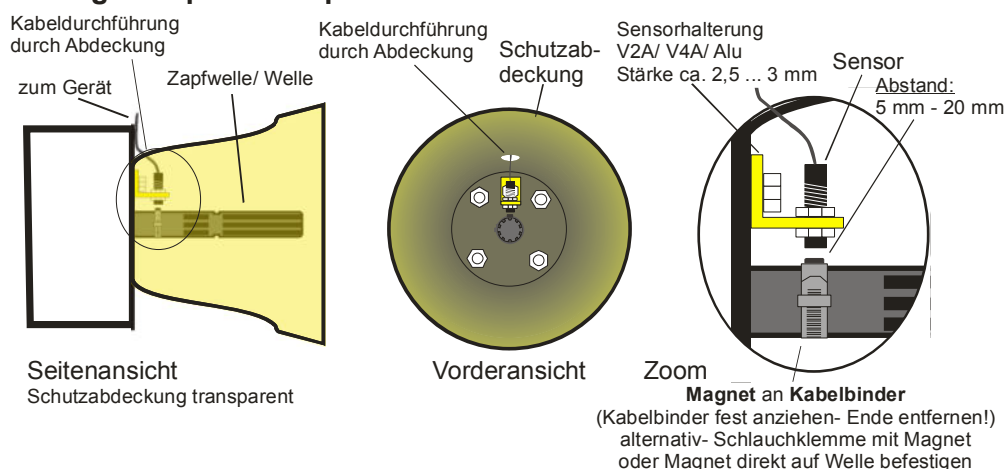 Kabeldurchführung
durch Abdeckung
zum Gerät
Zapfwelle/ Welle
Seitenansicht
Schutzabdeckung transparent
Kabeldurchführung
durch Abdeckung
Schutzab-
deckung
Vorderansicht
Sensorhalterung
V2A/ V4A/ Alu
Stärke ca. 2,5 ... 3 mm
Sensor
Abstand:
5 mm - 20 mm
Zoom
Magnet an Kabelbinder
(Kabelbinder fest anziehen- Ende entfernen!)
alternativ- Schlauchklemme mit Magnet
oder Magnet direkt auf Welle befestigen